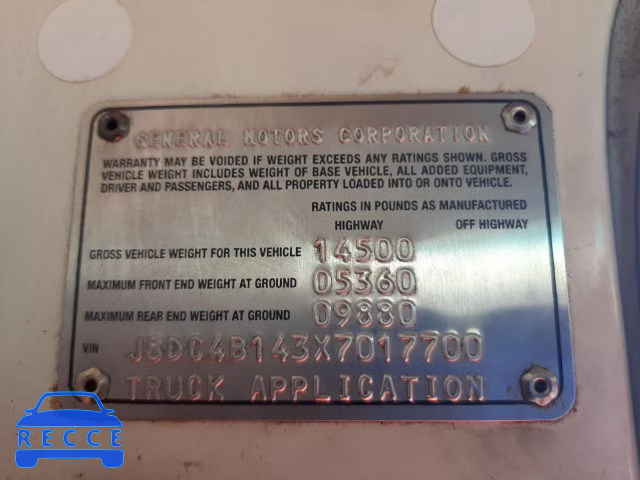 GENERAL MOTORS CORPORATION
WARRANTY MAY BE VOIDED IF WEIGHT EXCEEDS ANY RATINGS SHOWN. GROSS
VEHICLE WEIGHT INCLUDES WEIGHT OF BASE VEHICLE, ALL ADDED EQUIPMENT,
DRIVER AND PASSENGERS, AND ALL PROPERTY LOADED INTO OR ONTO VEHICLE.
RATINGS IN POUNDS AS MANUFACTURED
HIGHWAY OFF HIGHWAY
GROSS VEHICLE WEIGHT FOR THIS VEHICLE 14500
MAXIMUM FRONT END WEIGHT AT GROUND 05360
MAXIMUM REAR END WEIGHT AT GROUND 09880
VIN J8DC4B143X7017700
TRUCK APPLICATION
RECCE